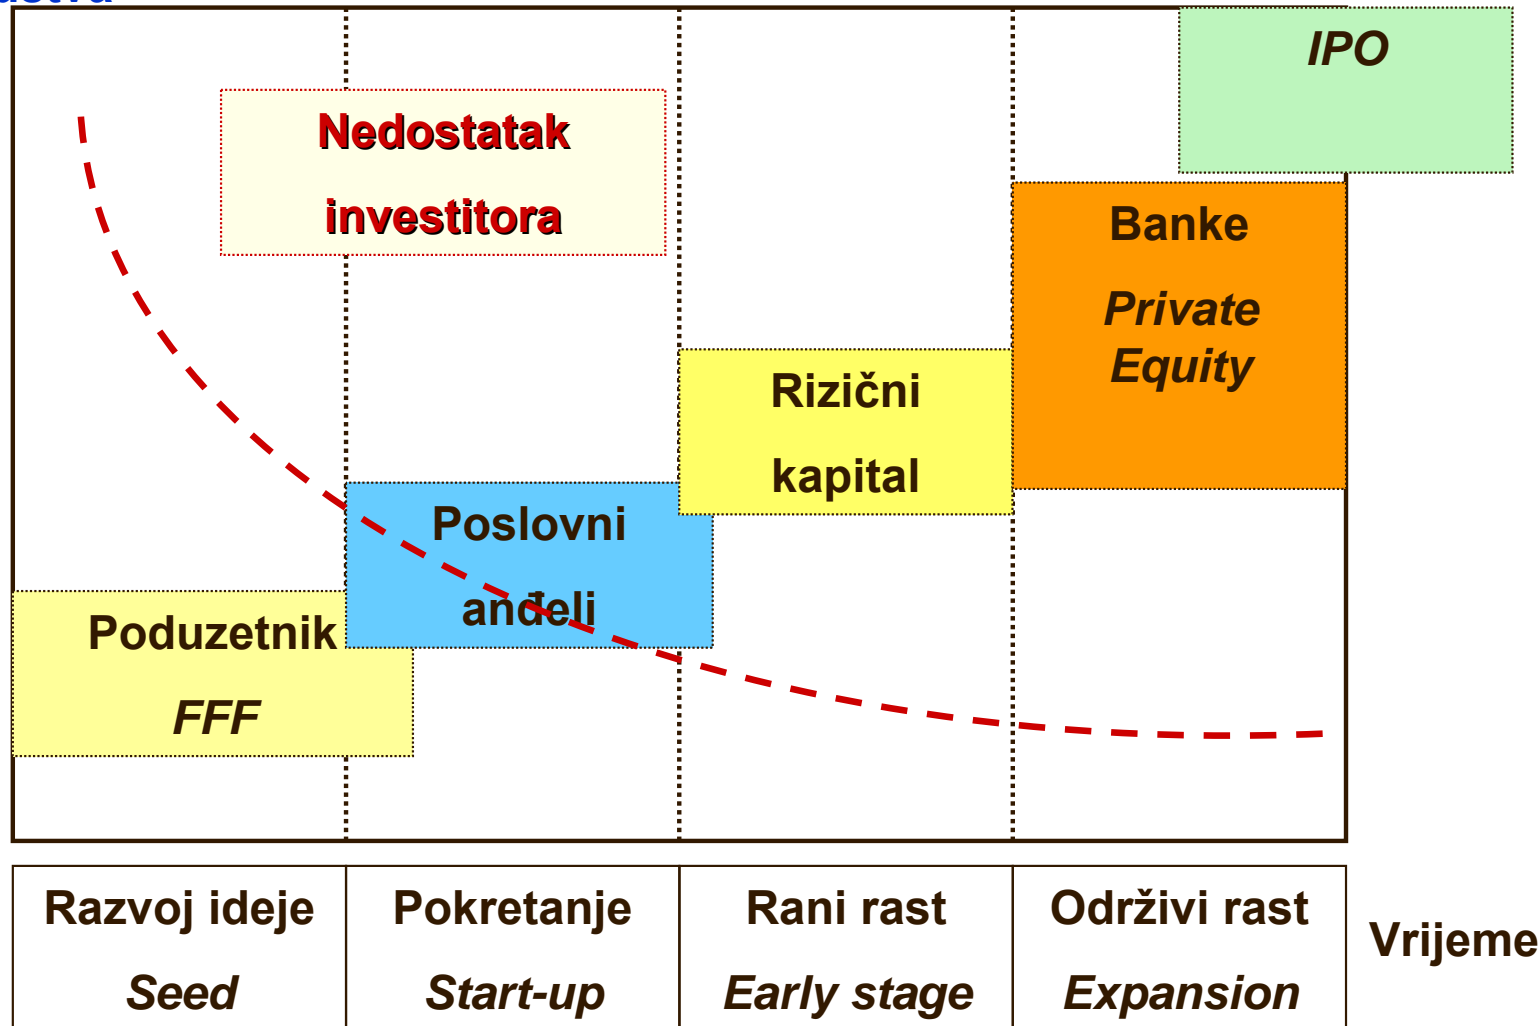 IPO
Nedostatak
investitora
Banke
Private
Equity
Rizični
kapital
Poslovni
anđeli
Poduzetnik
FFF
Razvoj ideje
Seed
Pokretanje
Start-up
Rani rast
Early stage
Održivi rast
Expansion
Vrijeme